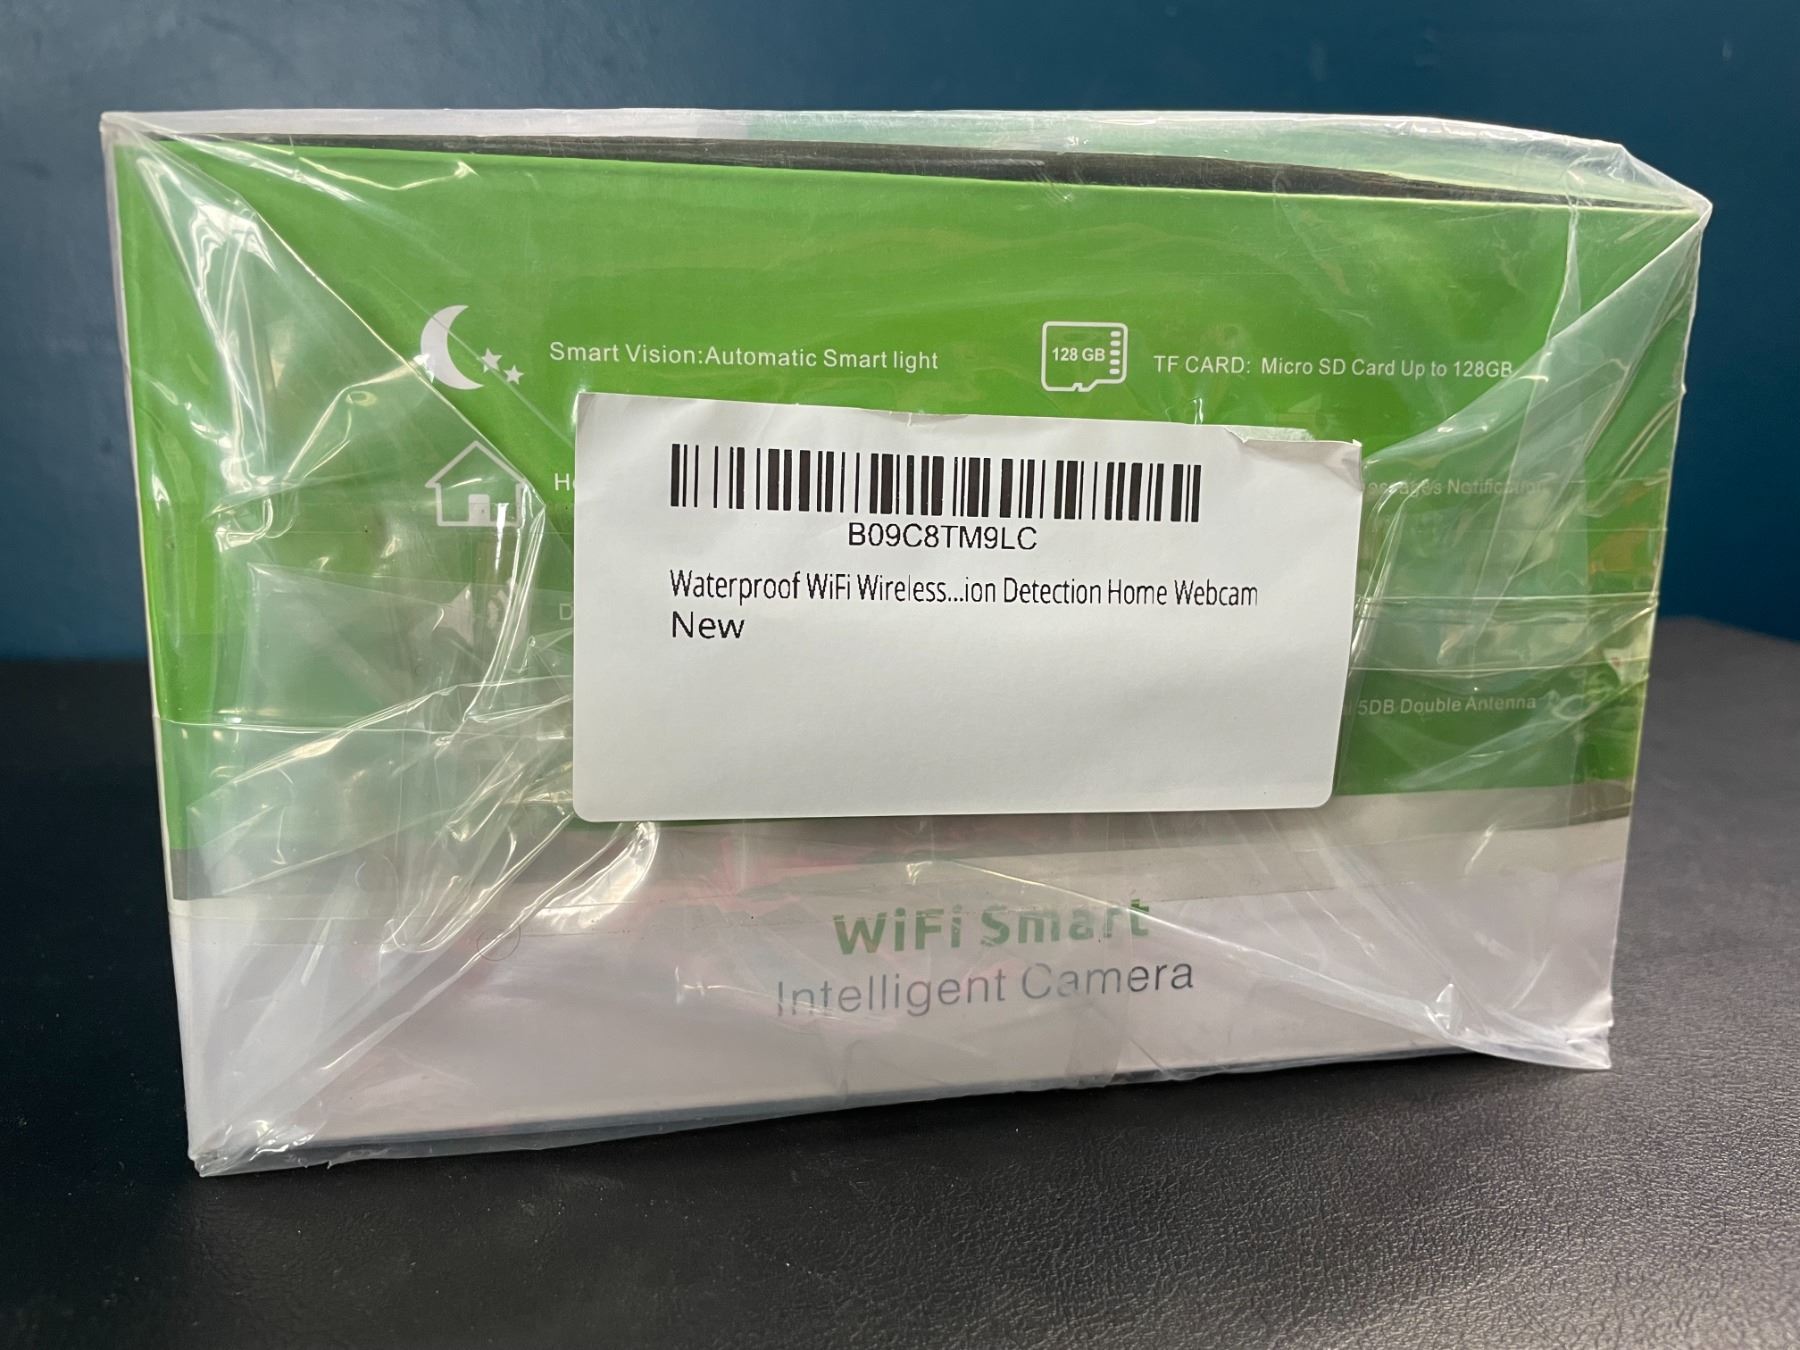 Smart Vision:Automatic Smart light
128 GB
TF CARD: Micro SD Card Up to 128GB
B09C8TM9LC
Waterproof WiFi Wireless...ion Detection Home Webcam
New
Notification
5DB Double Antenna
WiFi Smart
Intelligent Camera